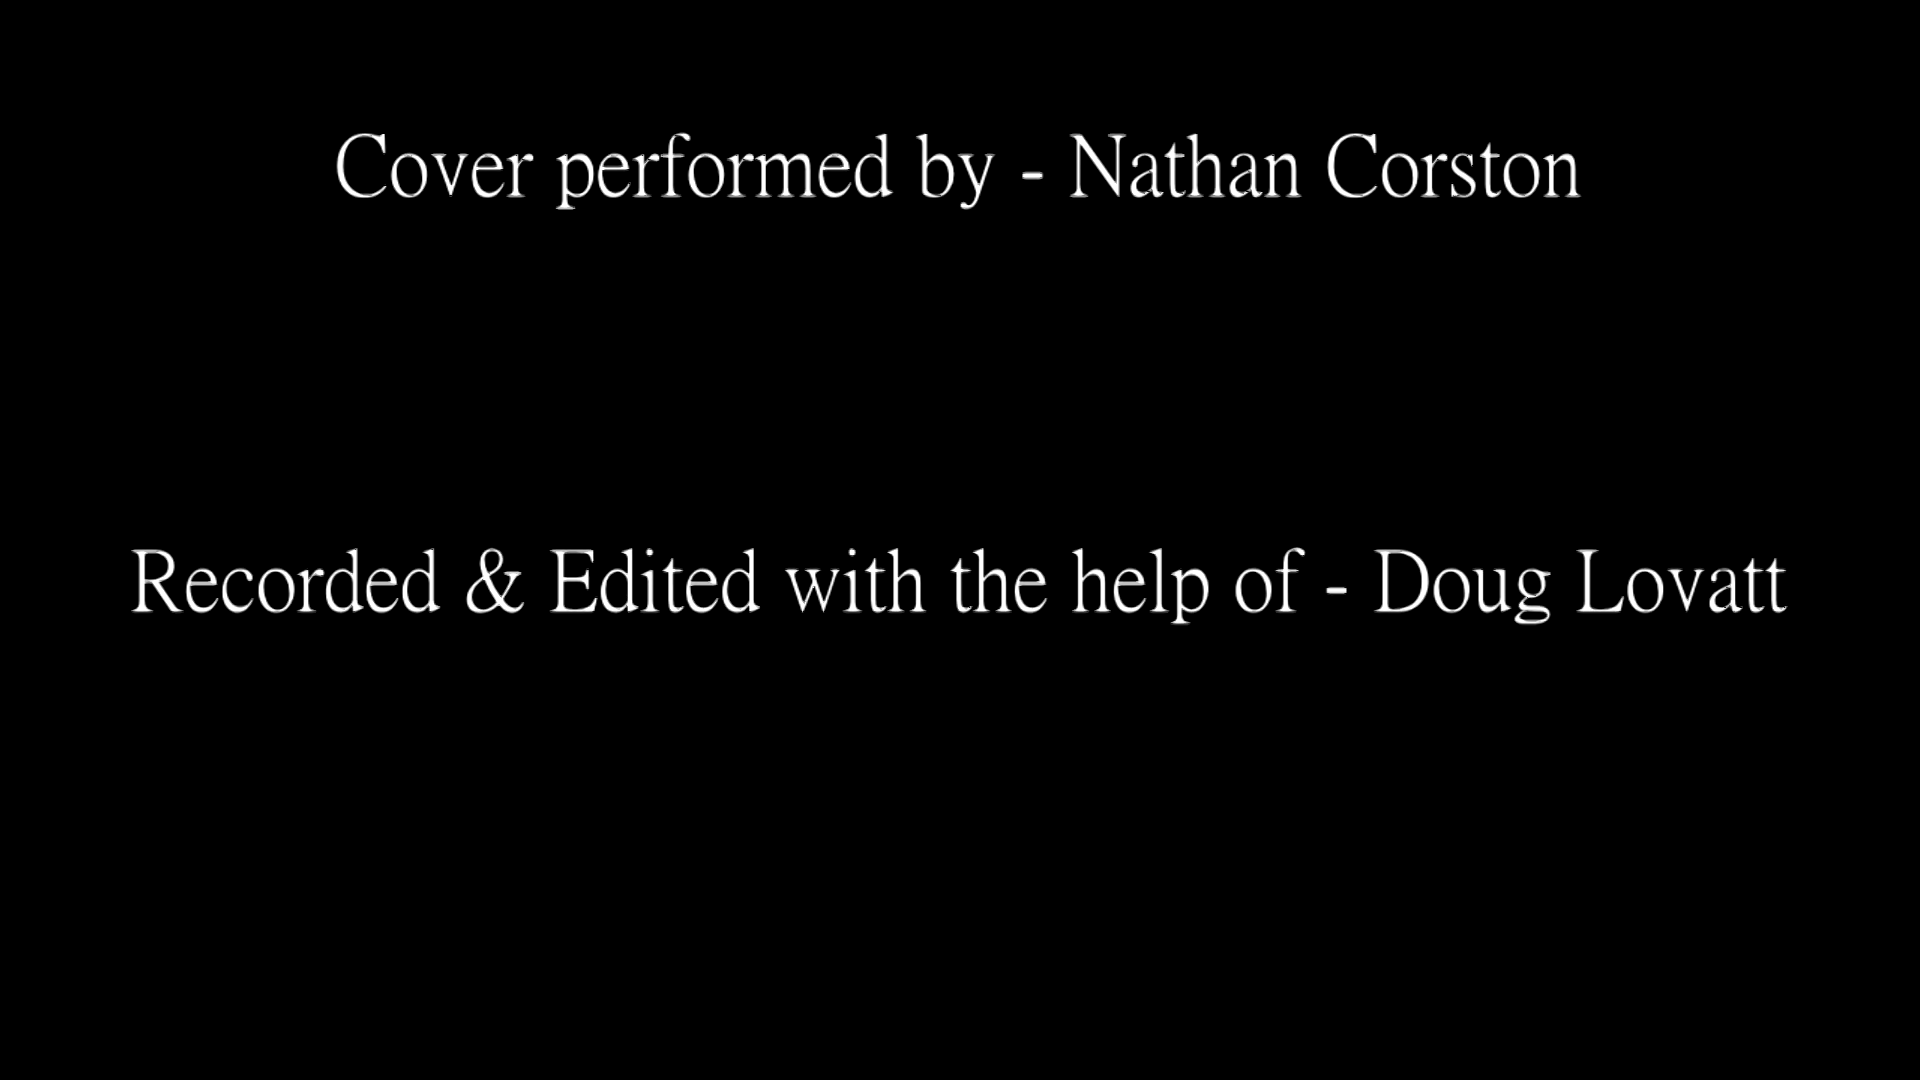 Cover performed by - Nathan Corston
Recorded & Edited with the help of - Doug Lovatt